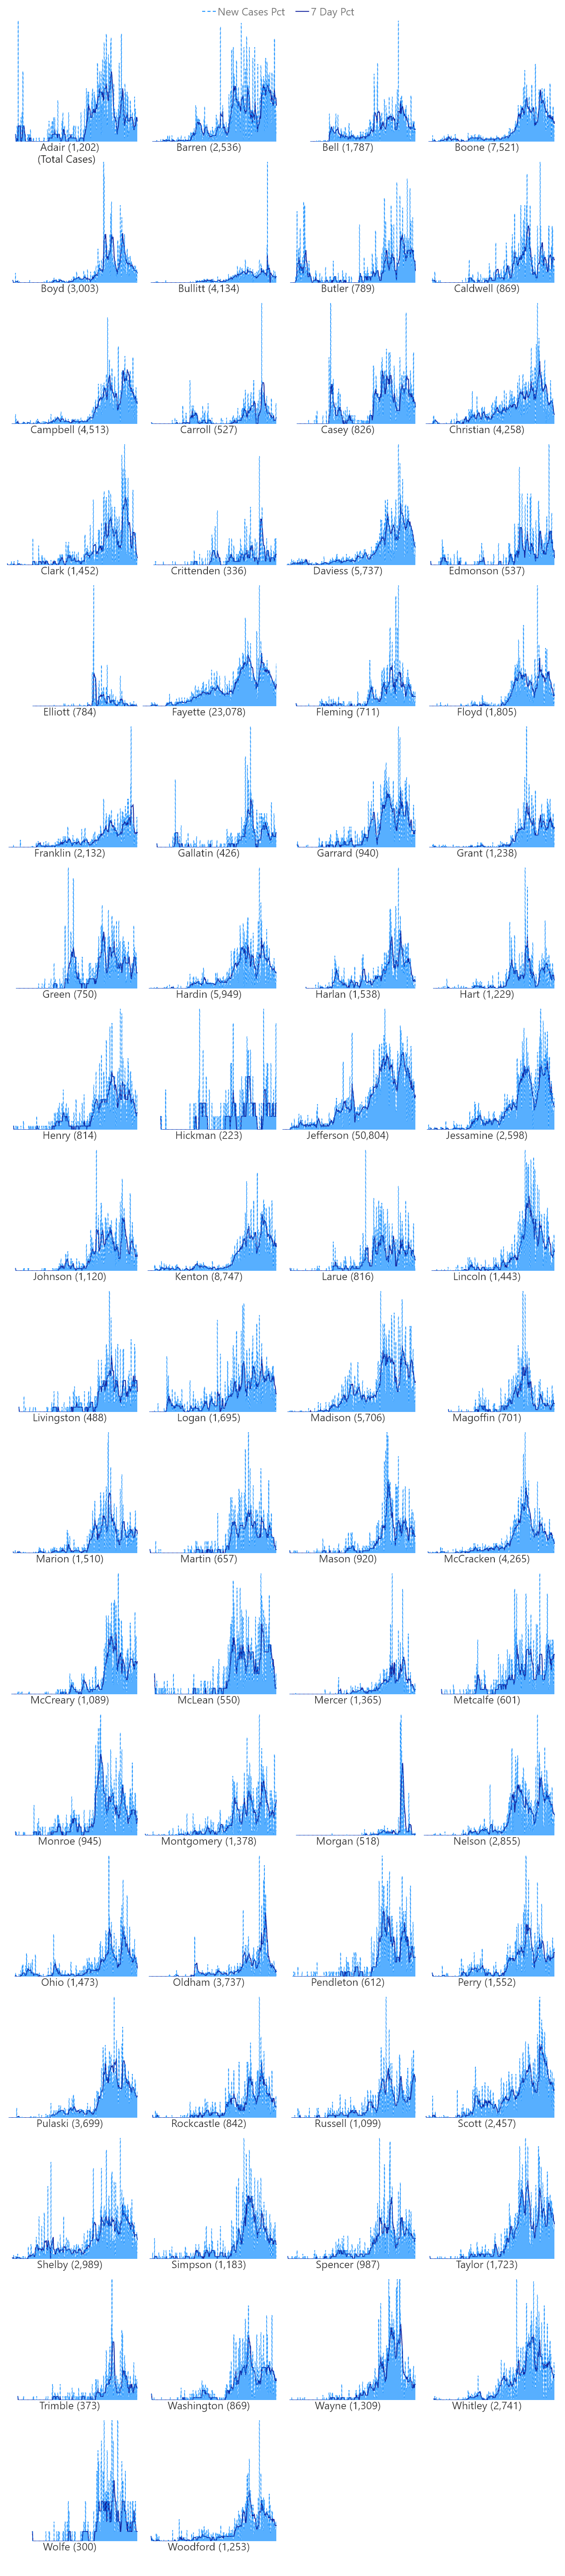 New Cases Pct 7 Day Pct
Adair (1,202) Barren (2,536) Bell (1,787) Boone (7,521)
(Total Cases)
Boyd (3,003) Bullitt (4,134) Butler (789) Caldwell (869)
Campbell (4,513) Carroll (527) Casey (826) Christian (4,258)
Clark (1,452) Crittenden (336) Daviess (5,737) Edmonson (537)
Elliott (784) Fayette (23,078) Fleming (711) Floyd (1,805)
Franklin (2,132) Gallatin (426) Garrard (940) Grant (1,238)
Green (750) Hardin (5,949) Harlan (1,538) Hart (1,229)
Henry (814) Hickman (223) Jefferson (50,804) Jessamine (2,598)
Johnson (1,120) Kenton (8,747) Larue (816) Lincoln (1,443)
Livingston (488) Logan (1,695) Madison (5,706) Magoffin (701)
Marion (1,510) Martin (657) Mason (920) McCracken (4,265)
McCreary (1,089) McLean (550) Mercer (1,365) Metcalfe (601)
Monroe (945) Montgomery (1,378) Morgan (518) Nelson (2,855)
Ohio (1,473) Oldham (3,737) Pendleton (612) Perry (1,552)
Pulaski (3,699) Rockcastle (842) Russell (1,099) Scott (2,457)
Shelby (2,989) Simpson (1,183) Spencer (987) Taylor (1,723)
Trimble (373) Washington (869) Wayne (1,309) Whitley (2,741)
Wolfe (300) Woodford (1,253)